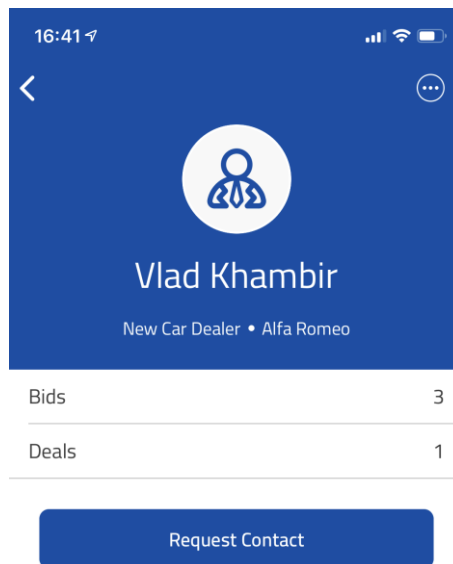 16:41
Vlad Khambir
New Car Dealer • Alfa Romeo
Bids 3
Deals 1
Request Contact